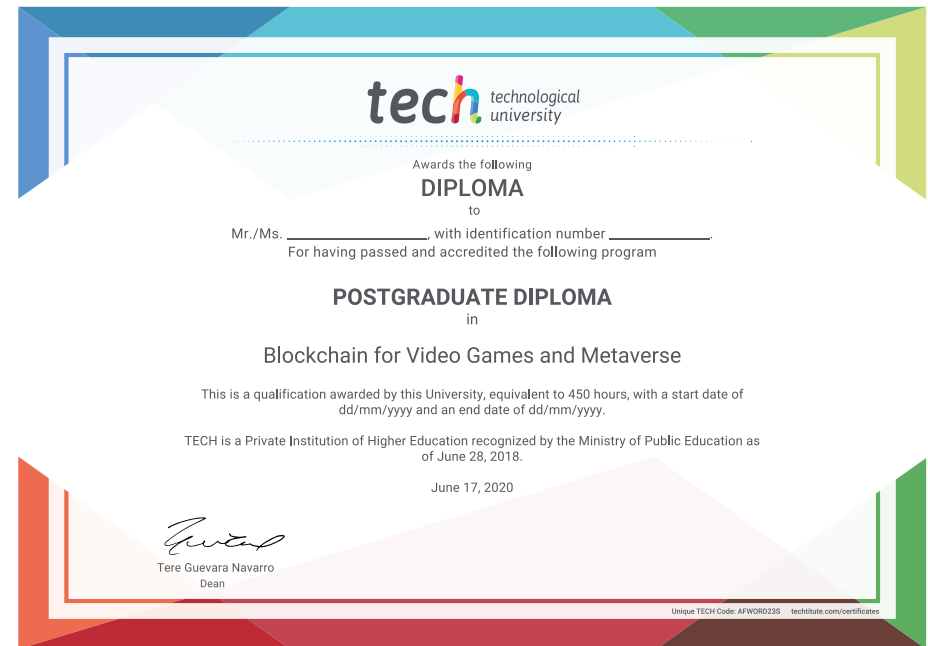 tech technological
university
Awards the following
DIPLOMA
to
Mr./Ms. ____________________, with identification number ______________.
For having passed and accredited the following program
POSTGRADUATE DIPLOMA
in
Blockchain for Video Games and Metaverse
This is a qualification awarded by this University, equivalent to 450 hours, with a start date of
dd/mm/yyyy and an end date of dd/mm/yyyy.
TECH is a Private Institution of Higher Education recognized by the Ministry of Public Education as
of June 28, 2018.
June 17, 2020
Tere Guevara Navarro
Dean
Unique TECH Code: AFWORD23S techtitute.com/certificates